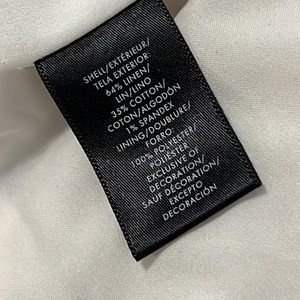 SHELL/EXTÉRIEUR/
TELA EXTERIOR:
64% LINEN/
LIN/LINO
35% COTTON/
COTON/ALGODÓN
1% SPANDEX
LINING/DOUBLURE/
FORRO:
100% POLYESTER/
POLIÉSTER
EXCLUSIVE OF
DECORATION/
SAUF DÉCORATION/
EXCEPTO
DECORACIÓN